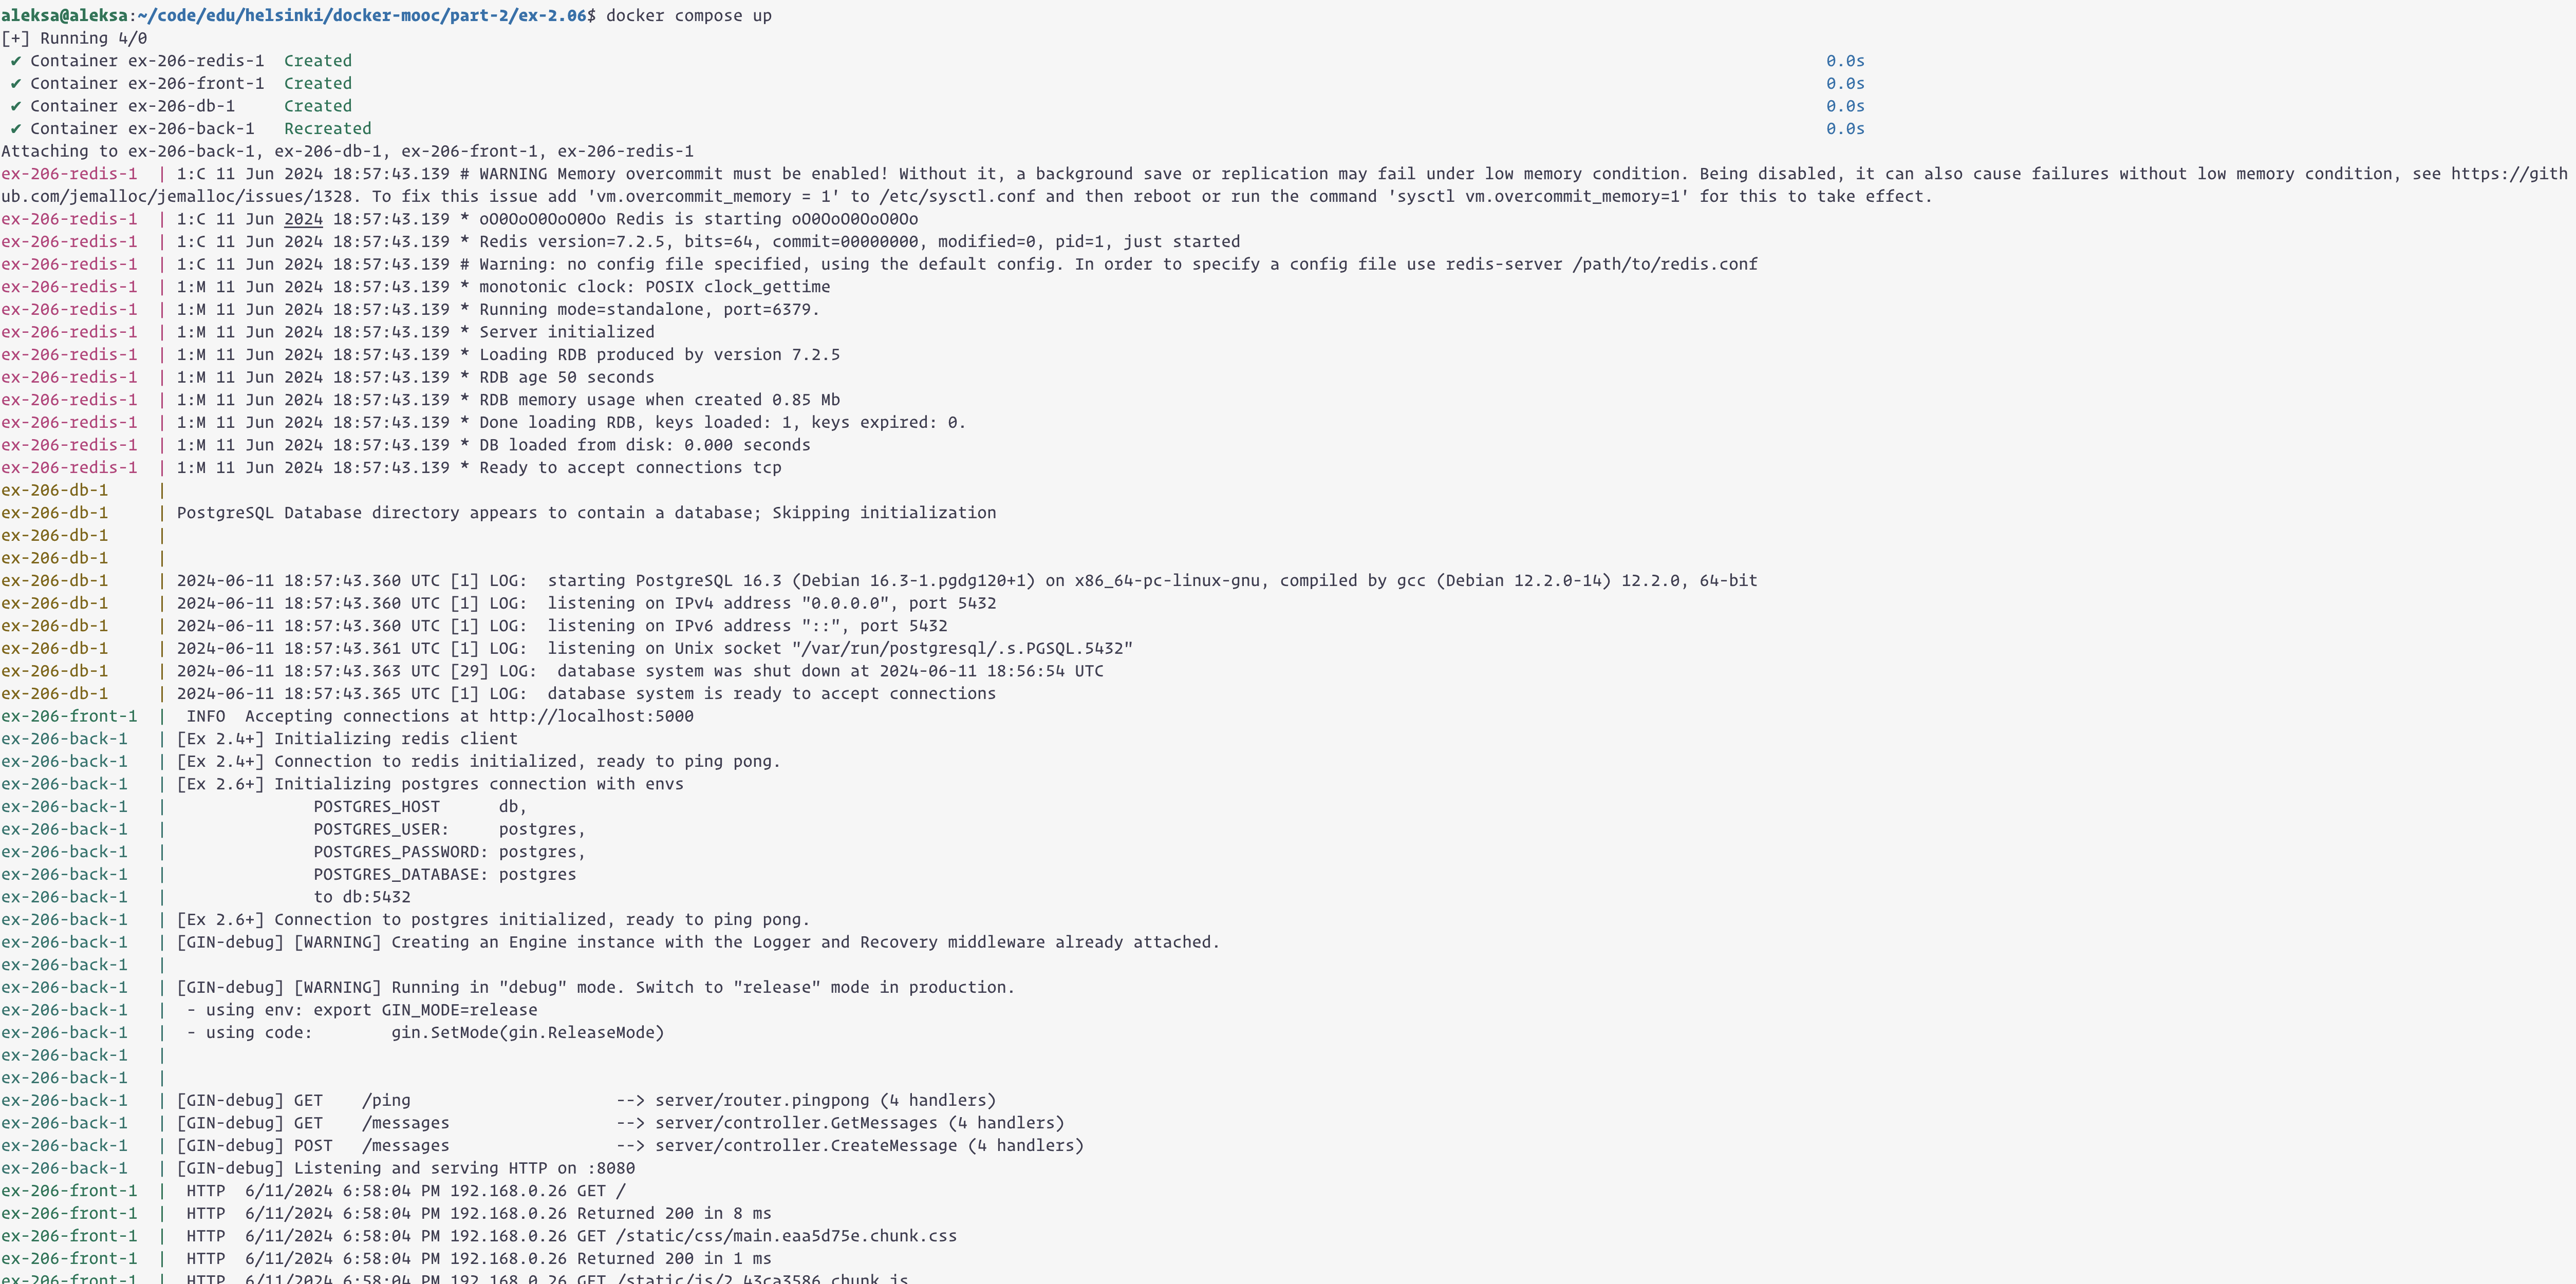 aleksa@aleksa:~/code/edu/helsinki/docker-mooc/part-2/ex-2.06$ docker compose up
[+] Running 4/0
✔ Container ex-206-redis-1  Created 0.0s
✔ Container ex-206-front-1  Created 0.0s
✔ Container ex-206-db-1     Created 0.0s
✔ Container ex-206-back-1   Recreated 0.0s
Attaching to ex-206-back-1, ex-206-db-1, ex-206-front-1, ex-206-redis-1
ex-206-redis-1  | 1:C 11 Jun 2024 18:57:43.139 # WARNING Memory overcommit must be enabled! Without it, a background save or replication may fail under low memory condition. Being disabled, it can also cause failures without low memory condition, see https://gith
ub.com/jemalloc/jemalloc/issues/1328. To fix this issue add 'vm.overcommit_memory = 1' to /etc/sysctl.conf and then reboot or run the command 'sysctl vm.overcommit_memory=1' for this to take effect.
ex-206-redis-1  | 1:C 11 Jun 2024 18:57:43.139 * oO0OoO0OoO0Oo Redis is starting oO0OoO0OoO0Oo
ex-206-redis-1  | 1:C 11 Jun 2024 18:57:43.139 * Redis version=7.2.5, bits=64, commit=00000000, modified=0, pid=1, just started
ex-206-redis-1  | 1:C 11 Jun 2024 18:57:43.139 # Warning: no config file specified, using the default config. In order to specify a config file use redis-server /path/to/redis.conf
ex-206-redis-1  | 1:M 11 Jun 2024 18:57:43.139 * monotonic clock: POSIX clock_gettime
ex-206-redis-1  | 1:M 11 Jun 2024 18:57:43.139 * Running mode=standalone, port=6379.
ex-206-redis-1  | 1:M 11 Jun 2024 18:57:43.139 * Server initialized
ex-206-redis-1  | 1:M 11 Jun 2024 18:57:43.139 * Loading RDB produced by version 7.2.5
ex-206-redis-1  | 1:M 11 Jun 2024 18:57:43.139 * RDB age 50 seconds
ex-206-redis-1  | 1:M 11 Jun 2024 18:57:43.139 * RDB memory usage when created 0.85 Mb
ex-206-redis-1  | 1:M 11 Jun 2024 18:57:43.139 * Done loading RDB, keys loaded: 1, keys expired: 0.
ex-206-redis-1  | 1:M 11 Jun 2024 18:57:43.139 * DB loaded from disk: 0.000 seconds
ex-206-redis-1  | 1:M 11 Jun 2024 18:57:43.139 * Ready to accept connections tcp
ex-206-db-1     |
ex-206-db-1     | PostgreSQL Database directory appears to contain a database; Skipping initialization
ex-206-db-1     |
ex-206-db-1     |
ex-206-db-1     | 2024-06-11 18:57:43.360 UTC [1] LOG:  starting PostgreSQL 16.3 (Debian 16.3-1.pgdg120+1) on x86_64-pc-linux-gnu, compiled by gcc (Debian 12.2.0-14) 12.2.0, 64-bit
ex-206-db-1     | 2024-06-11 18:57:43.360 UTC [1] LOG:  listening on IPv4 address "0.0.0.0", port 5432
ex-206-db-1     | 2024-06-11 18:57:43.360 UTC [1] LOG:  listening on IPv6 address "::", port 5432
ex-206-db-1     | 2024-06-11 18:57:43.361 UTC [1] LOG:  listening on Unix socket "/var/run/postgresql/.s.PGSQL.5432"
ex-206-db-1     | 2024-06-11 18:57:43.363 UTC [29] LOG:  database system was shut down at 2024-06-11 18:56:54 UTC
ex-206-db-1     | 2024-06-11 18:57:43.365 UTC [1] LOG:  database system is ready to accept connections
ex-206-front-1  |  INFO  Accepting connections at http://localhost:5000
ex-206-back-1   | [Ex 2.4+] Initializing redis client
ex-206-back-1   | [Ex 2.4+] Connection to redis initialized, ready to ping pong.
ex-206-back-1   | [Ex 2.6+] Initializing postgres connection with envs
ex-206-back-1   |               POSTGRES_HOST      db,
ex-206-back-1   |               POSTGRES_USER:     postgres,
ex-206-back-1   |               POSTGRES_PASSWORD: postgres,
ex-206-back-1   |               POSTGRES_DATABASE: postgres
ex-206-back-1   |               to db:5432
ex-206-back-1   | [Ex 2.6+] Connection to postgres initialized, ready to ping pong.
ex-206-back-1   | [GIN-debug] [WARNING] Creating an Engine instance with the Logger and Recovery middleware already attached.
ex-206-back-1   |
ex-206-back-1   | [GIN-debug] [WARNING] Running in "debug" mode. Switch to "release" mode in production.
ex-206-back-1   |  - using env: export GIN_MODE=release
ex-206-back-1   |  - using code:        gin.SetMode(gin.ReleaseMode)
ex-206-back-1   |
ex-206-back-1   |
ex-206-back-1   | [GIN-debug] GET    /ping                     --> server/router.pingpong (4 handlers)
ex-206-back-1   | [GIN-debug] GET    /messages                 --> server/controller.GetMessages (4 handlers)
ex-206-back-1   | [GIN-debug] POST   /messages                 --> server/controller.CreateMessage (4 handlers)
ex-206-back-1   | [GIN-debug] Listening and serving HTTP on :8080
ex-206-front-1  |  HTTP  6/11/2024 6:58:04 PM 192.168.0.26 GET /
ex-206-front-1  |  HTTP  6/11/2024 6:58:04 PM 192.168.0.26 Returned 200 in 8 ms
ex-206-front-1  |  HTTP  6/11/2024 6:58:04 PM 192.168.0.26 GET /static/css/main.eaa5d75e.chunk.css
ex-206-front-1  |  HTTP  6/11/2024 6:58:04 PM 192.168.0.26 Returned 200 in 1 ms
ex-206-front-1  |  HTTP  6/11/2024 6:58:04 PM 192.168.0.26 GET /static/js/2.43ca3586.chunk.js